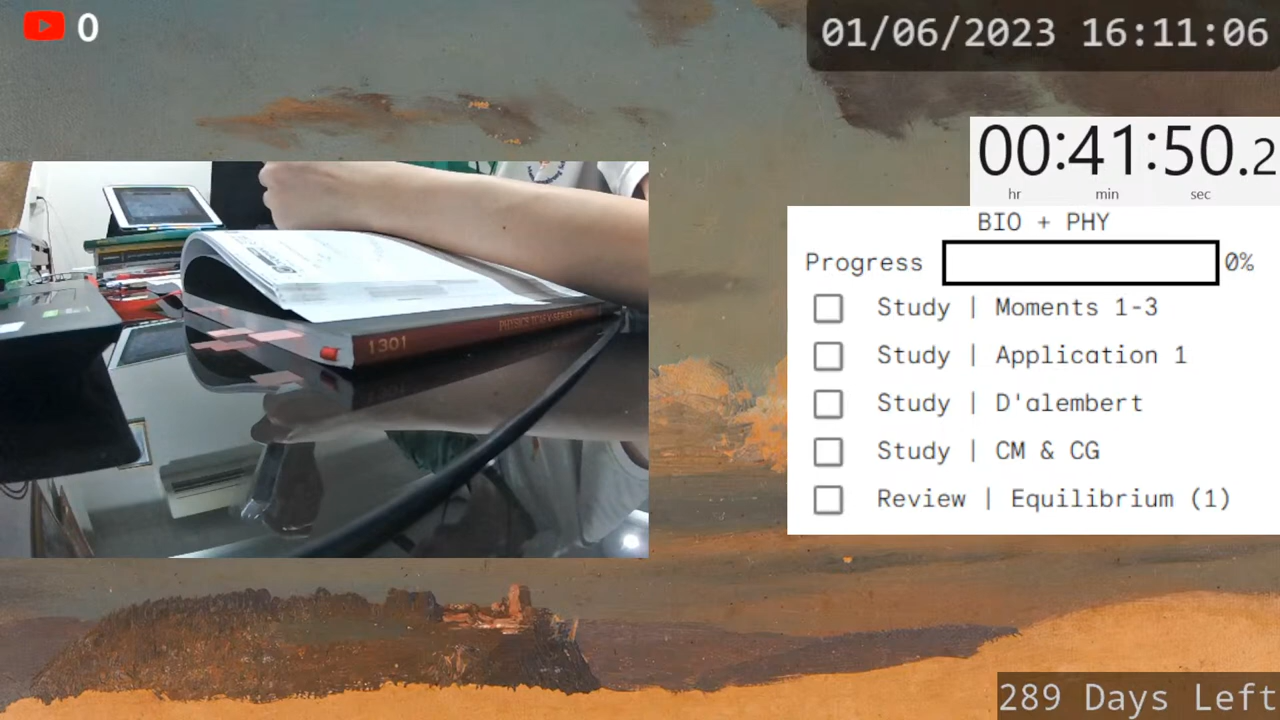 0
01/06/2023 16:11:06
00:41:50.2
hr min sec
BIO + PHY
Progress 0%
Study | Moments 1-3
Study | Application 1
Study | D'alembert
Study | CM & CG
Review | Equilibrium (1)
1301
289 Days Left